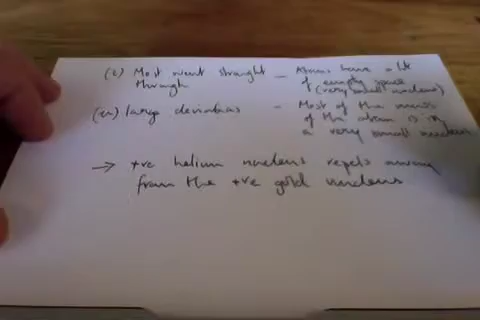 (i) Most went straight — Atoms have a lot
through of empty space
(very small nucleus)
(ii) large deviations — Most of the mass
of the atom is in
a very small nucleus
→ +ve helium nucleus repels away
from the +ve gold nucleus